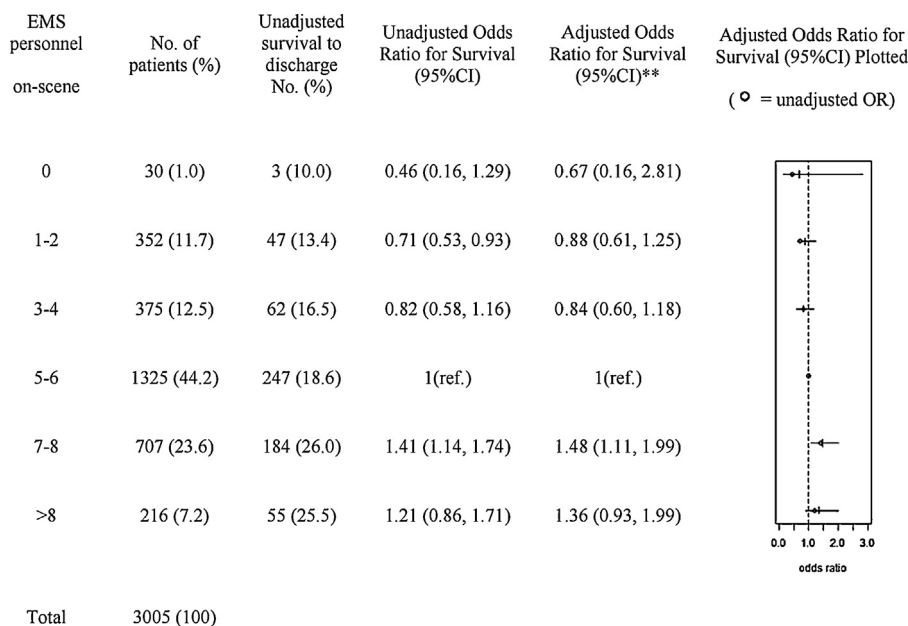 EMS personnel on-scene No. of patients (%) Unadjusted survival to discharge No. (%) Unadjusted Odds Ratio for Survival (95%CI) Adjusted Odds Ratio for Survival (95%CI)** Adjusted Odds Ratio for Survival (95%CI) Plotted
( o = unadjusted OR)
0 30 (1.0) 3 (10.0) 0.46 (0.16, 1.29) 0.67 (0.16, 2.81)
1-2 352 (11.7) 47 (13.4) 0.71 (0.53, 0.93) 0.88 (0.61, 1.25)
3-4 375 (12.5) 62 (16.5) 0.82 (0.58, 1.16) 0.84 (0.60, 1.18)
5-6 1325 (44.2) 247 (18.6) 1(ref.) 1(ref.)
7-8 707 (23.6) 184 (26.0) 1.41 (1.14, 1.74) 1.48 (1.11, 1.99)
>8 216 (7.2) 55 (25.5) 1.21 (0.86, 1.71) 1.36 (0.93, 1.99)
0.0 1.0 2.0 3.0
odds ratio
Total 3005 (100)